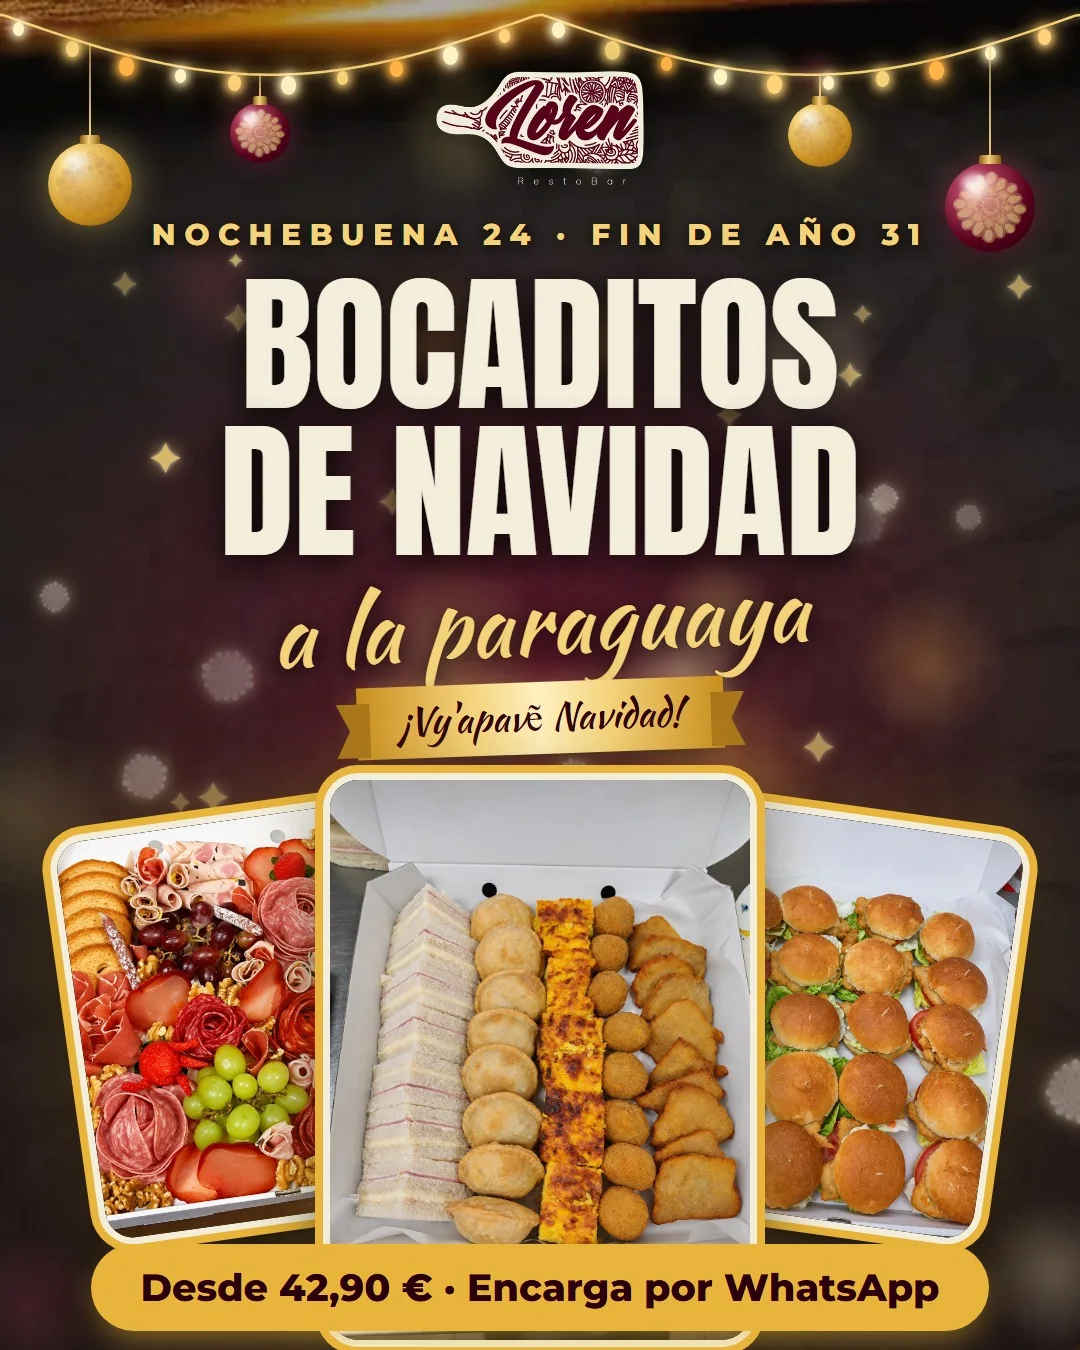 Loren
RestoBar
NOCHEBUENA 24 · FIN DE AÑO 31
BOCADITOS
DE NAVIDAD
a la paraguaya
¡Vy'apavẽ Navidad!
Desde 42,90 € · Encarga por WhatsApp